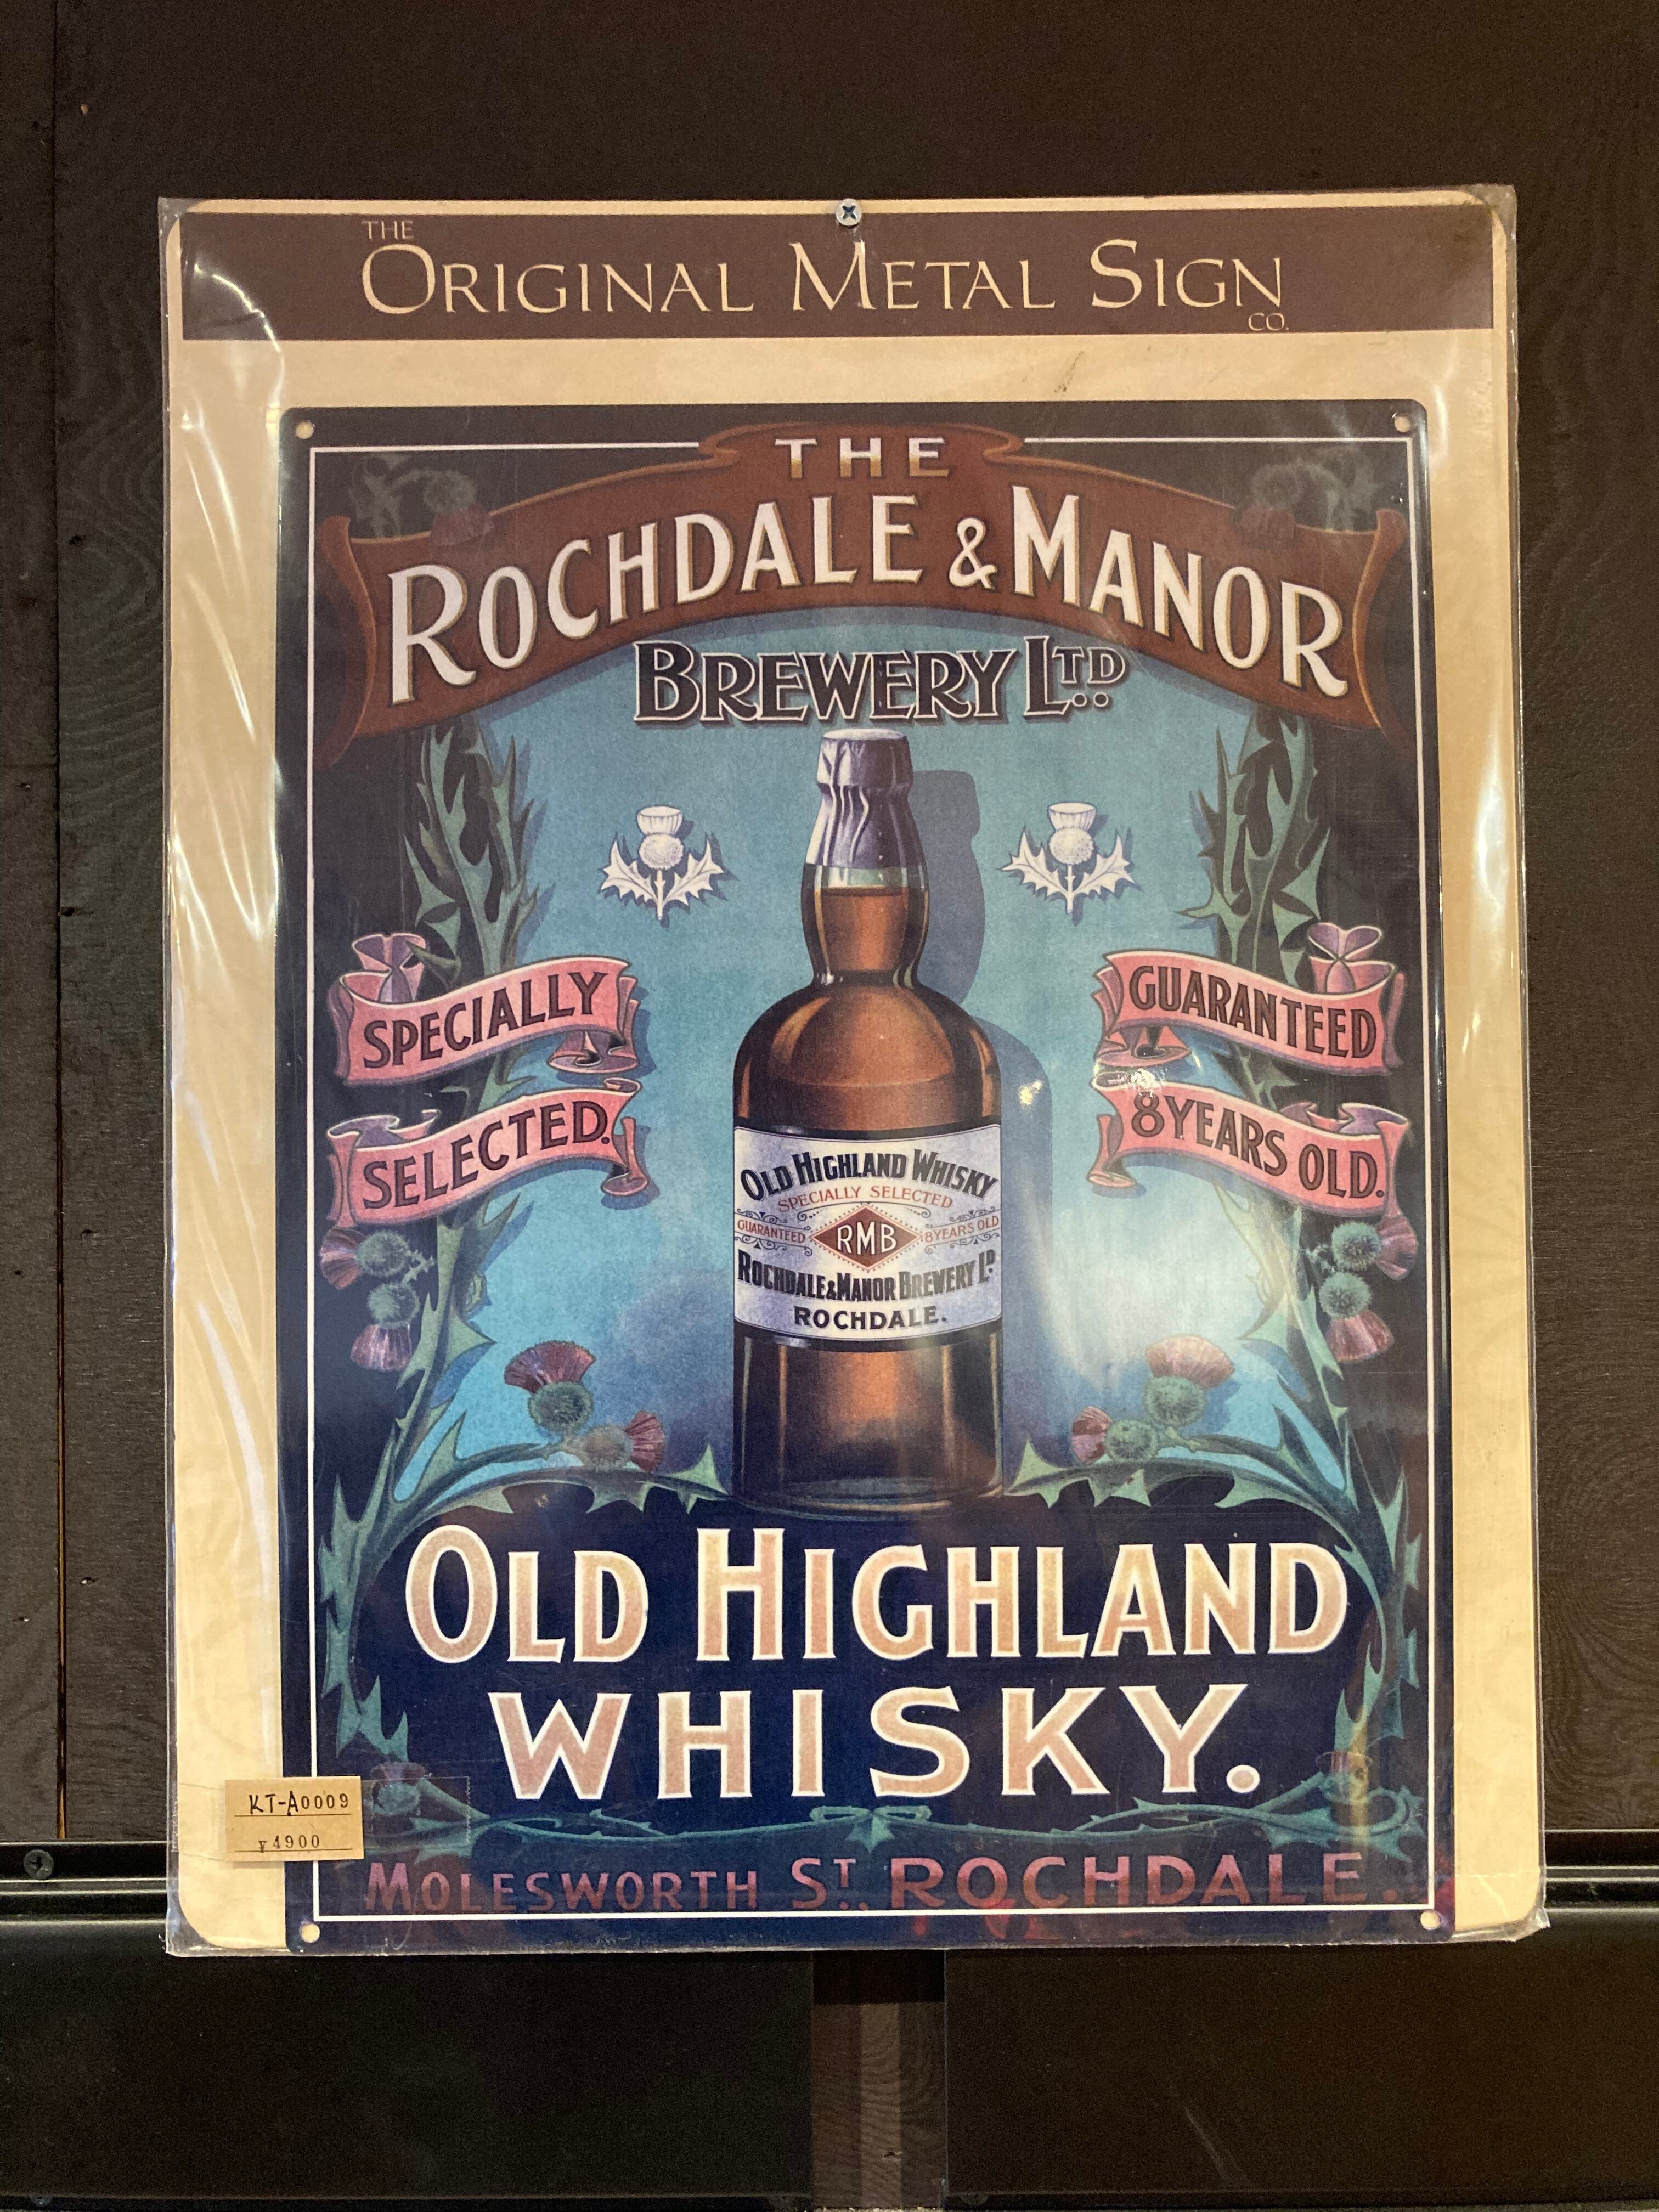 THE
ORIGINAL METAL SIGN
CO.
THE
ROCHDALE & MANOR
BREWERY LTD
SPECIALLY
SELECTED.
GUARANTEED
8 YEARS OLD.
OLD HIGHLAND WHISKY
SPECIALLY SELECTED
GUARANTEED RMB 8 YEARS OLD
ROCHDALE & MANOR BREWERY LD
ROCHDALE.
OLD HIGHLAND
WHISKY.
KT-A0009
¥4900
MOLESWORTH ST., ROCHDALE.